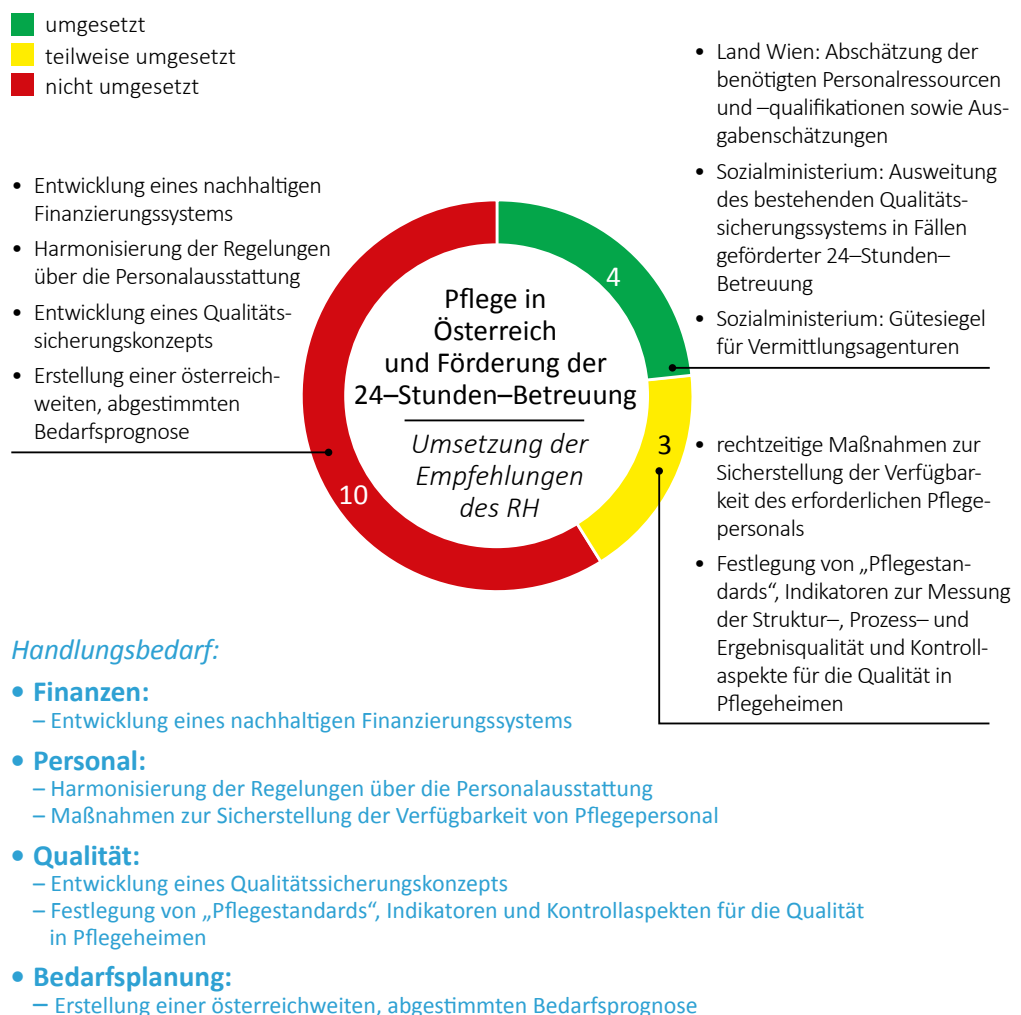 umgesetzt
teilweise umgesetzt
nicht umgesetzt
• Entwicklung eines nachhaltigen
Finanzierungssystems
• Harmonisierung der Regelungen
über die Personalausstattung
• Entwicklung eines Qualitäts-
sicherungskonzepts
• Erstellung einer österreich-
weiten, abgestimmten
Bedarfsprognose
Pflege in
Österreich
und Förderung der
24–Stunden–Betreuung
Umsetzung der
Empfehlungen
des RH
4
3
10
• Land Wien: Abschätzung der
benötigten Personalressourcen
und –qualifikationen sowie Aus-
gabenschätzungen
• Sozialministerium: Ausweitung
des bestehenden Qualitäts-
sicherungssystems in Fällen
geförderter 24–Stunden–
Betreuung
• Sozialministerium: Gütesiegel
für Vermittlungsagenturen
• rechtzeitige Maßnahmen zur
Sicherstellung der Verfügbar-
keit des erforderlichen Pflege-
personals
• Festlegung von „Pflegestan-
dards“, Indikatoren zur Messung
der Struktur–, Prozess– und
Ergebnisqualität und Kontroll-
aspekte für die Qualität in
Pflegeheimen
Handlungsbedarf:
• Finanzen:
– Entwicklung eines nachhaltigen Finanzierungssystems
• Personal:
– Harmonisierung der Regelungen über die Personalausstattung
– Maßnahmen zur Sicherstellung der Verfügbarkeit von Pflegepersonal
• Qualität:
– Entwicklung eines Qualitätssicherungskonzepts
– Festlegung von „Pflegestandards“, Indikatoren und Kontrollaspekten für die Qualität
in Pflegeheimen
• Bedarfsplanung:
– Erstellung einer österreichweiten, abgestimmten Bedarfsprognose